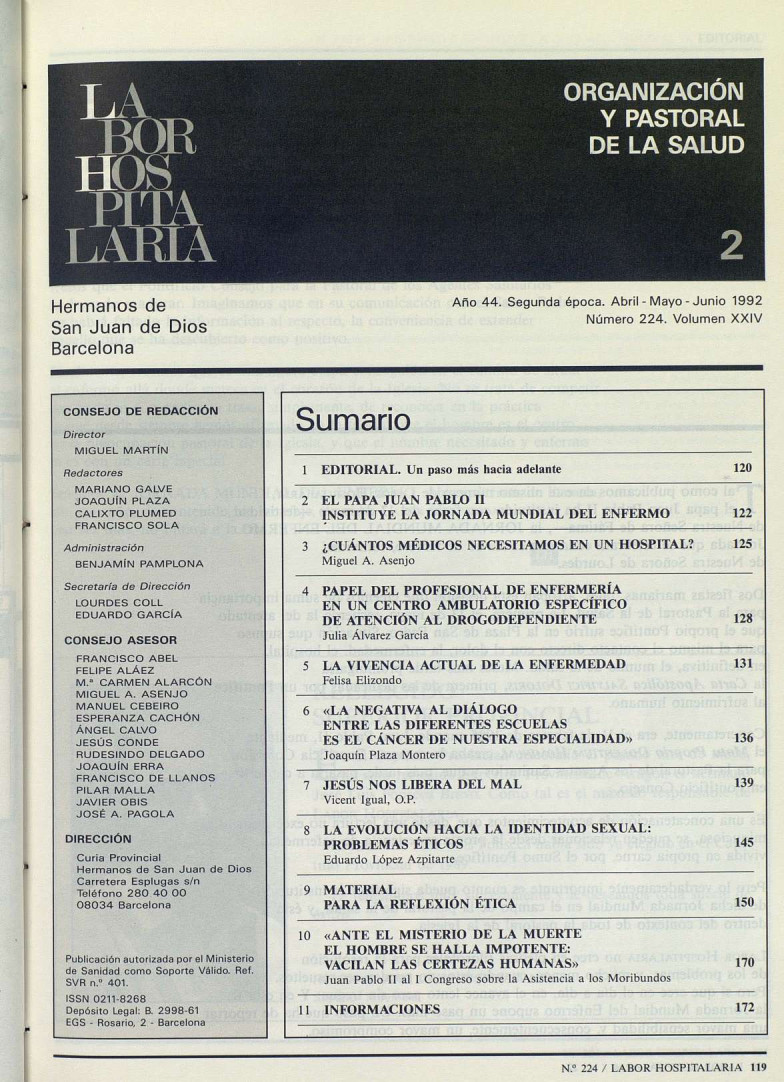 LA
BOR
HOS
PITA
LARIA
ORGANIZACIÓN
Y PASTORAL
DE LA SALUD
2
Hermanos de
San Juan de Dios
Barcelona
Año 44. Segunda época. Abril - Mayo - Junio 1992
Número 224. Volumen XXIV
CONSEJO DE REDACCIÓN
Director
MIGUEL MARTÍN
Redactores
MARIANO GALVE
JOAQUÍN PLAZA
CALIXTO PLUMED
FRANCISCO SOLA
Administración
BENJAMÍN PAMPLONA
Secretaría de Dirección
LOURDES COLL
EDUARDO GARCÍA
CONSEJO ASESOR
FRANCISCO ABEL
FELIPE ALÁEZ
M.ª CARMEN ALARCÓN
MIGUEL A. ASENJO
MANUEL CEBEIRO
ESPERANZA CACHÓN
ÁNGEL CALVO
JESÚS CONDE
RUDESINDO DELGADO
JOAQUÍN ERRA
FRANCISCO DE LLANOS
PILAR MALLA
JAVIER OBIS
JOSÉ A. PAGOLA
DIRECCIÓN
Curia Provincial
Hermanos de San Juan de Dios
Carretera Esplugas s/n
Teléfono 280 40 00
08034 Barcelona
Publicación autorizada por el Ministerio
de Sanidad como Soporte Válido. Ref.
SVR n.º 401.
ISSN 0211-8268
Depósito Legal: B. 2998-61
EGS - Rosario, 2 - Barcelona
Sumario
1 EDITORIAL. Un paso más hacia adelante 120
2 EL PAPA JUAN PABLO II
INSTITUYE LA JORNADA MUNDIAL DEL ENFERMO 122
3 ¿CUÁNTOS MÉDICOS NECESITAMOS EN UN HOSPITAL? 125
Miguel A. Asenjo
4 PAPEL DEL PROFESIONAL DE ENFERMERÍA
EN UN CENTRO AMBULATORIO ESPECÍFICO
DE ATENCIÓN AL DROGODEPENDIENTE 128
Julia Álvarez García
5 LA VIVENCIA ACTUAL DE LA ENFERMEDAD 131
Felisa Elizondo
6 «LA NEGATIVA AL DIÁLOGO
ENTRE LAS DIFERENTES ESCUELAS
ES EL CÁNCER DE NUESTRA ESPECIALIDAD» 136
Joaquín Plaza Montero
7 JESÚS NOS LIBERA DEL MAL 139
Vicent Igual, O.P.
8 LA EVOLUCIÓN HACIA LA IDENTIDAD SEXUAL:
PROBLEMAS ÉTICOS 145
Eduardo López Azpitarte
9 MATERIAL
PARA LA REFLEXIÓN ÉTICA 150
10 «ANTE EL MISTERIO DE LA MUERTE
EL HOMBRE SE HALLA IMPOTENTE:
VACILAN LAS CERTEZAS HUMANAS» 170
Juan Pablo II al I Congreso sobre la Asistencia a los Moribundos
11 INFORMACIONES 172
N.º 224 / LABOR HOSPITALARIA 119